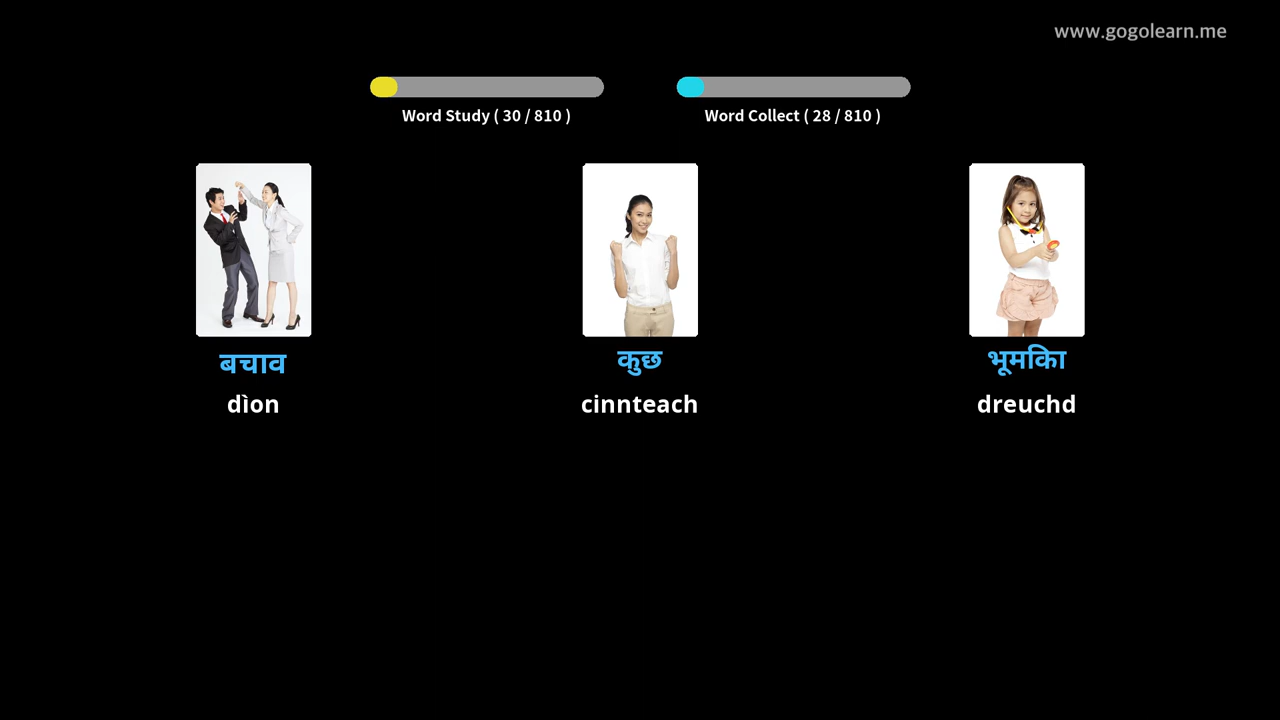 www.gogolearn.me
Word Study ( 30 / 810 )
Word Collect ( 28 / 810 )
बचाव
कुछ
भूमिका
dìon
cinnteach
dreuchd